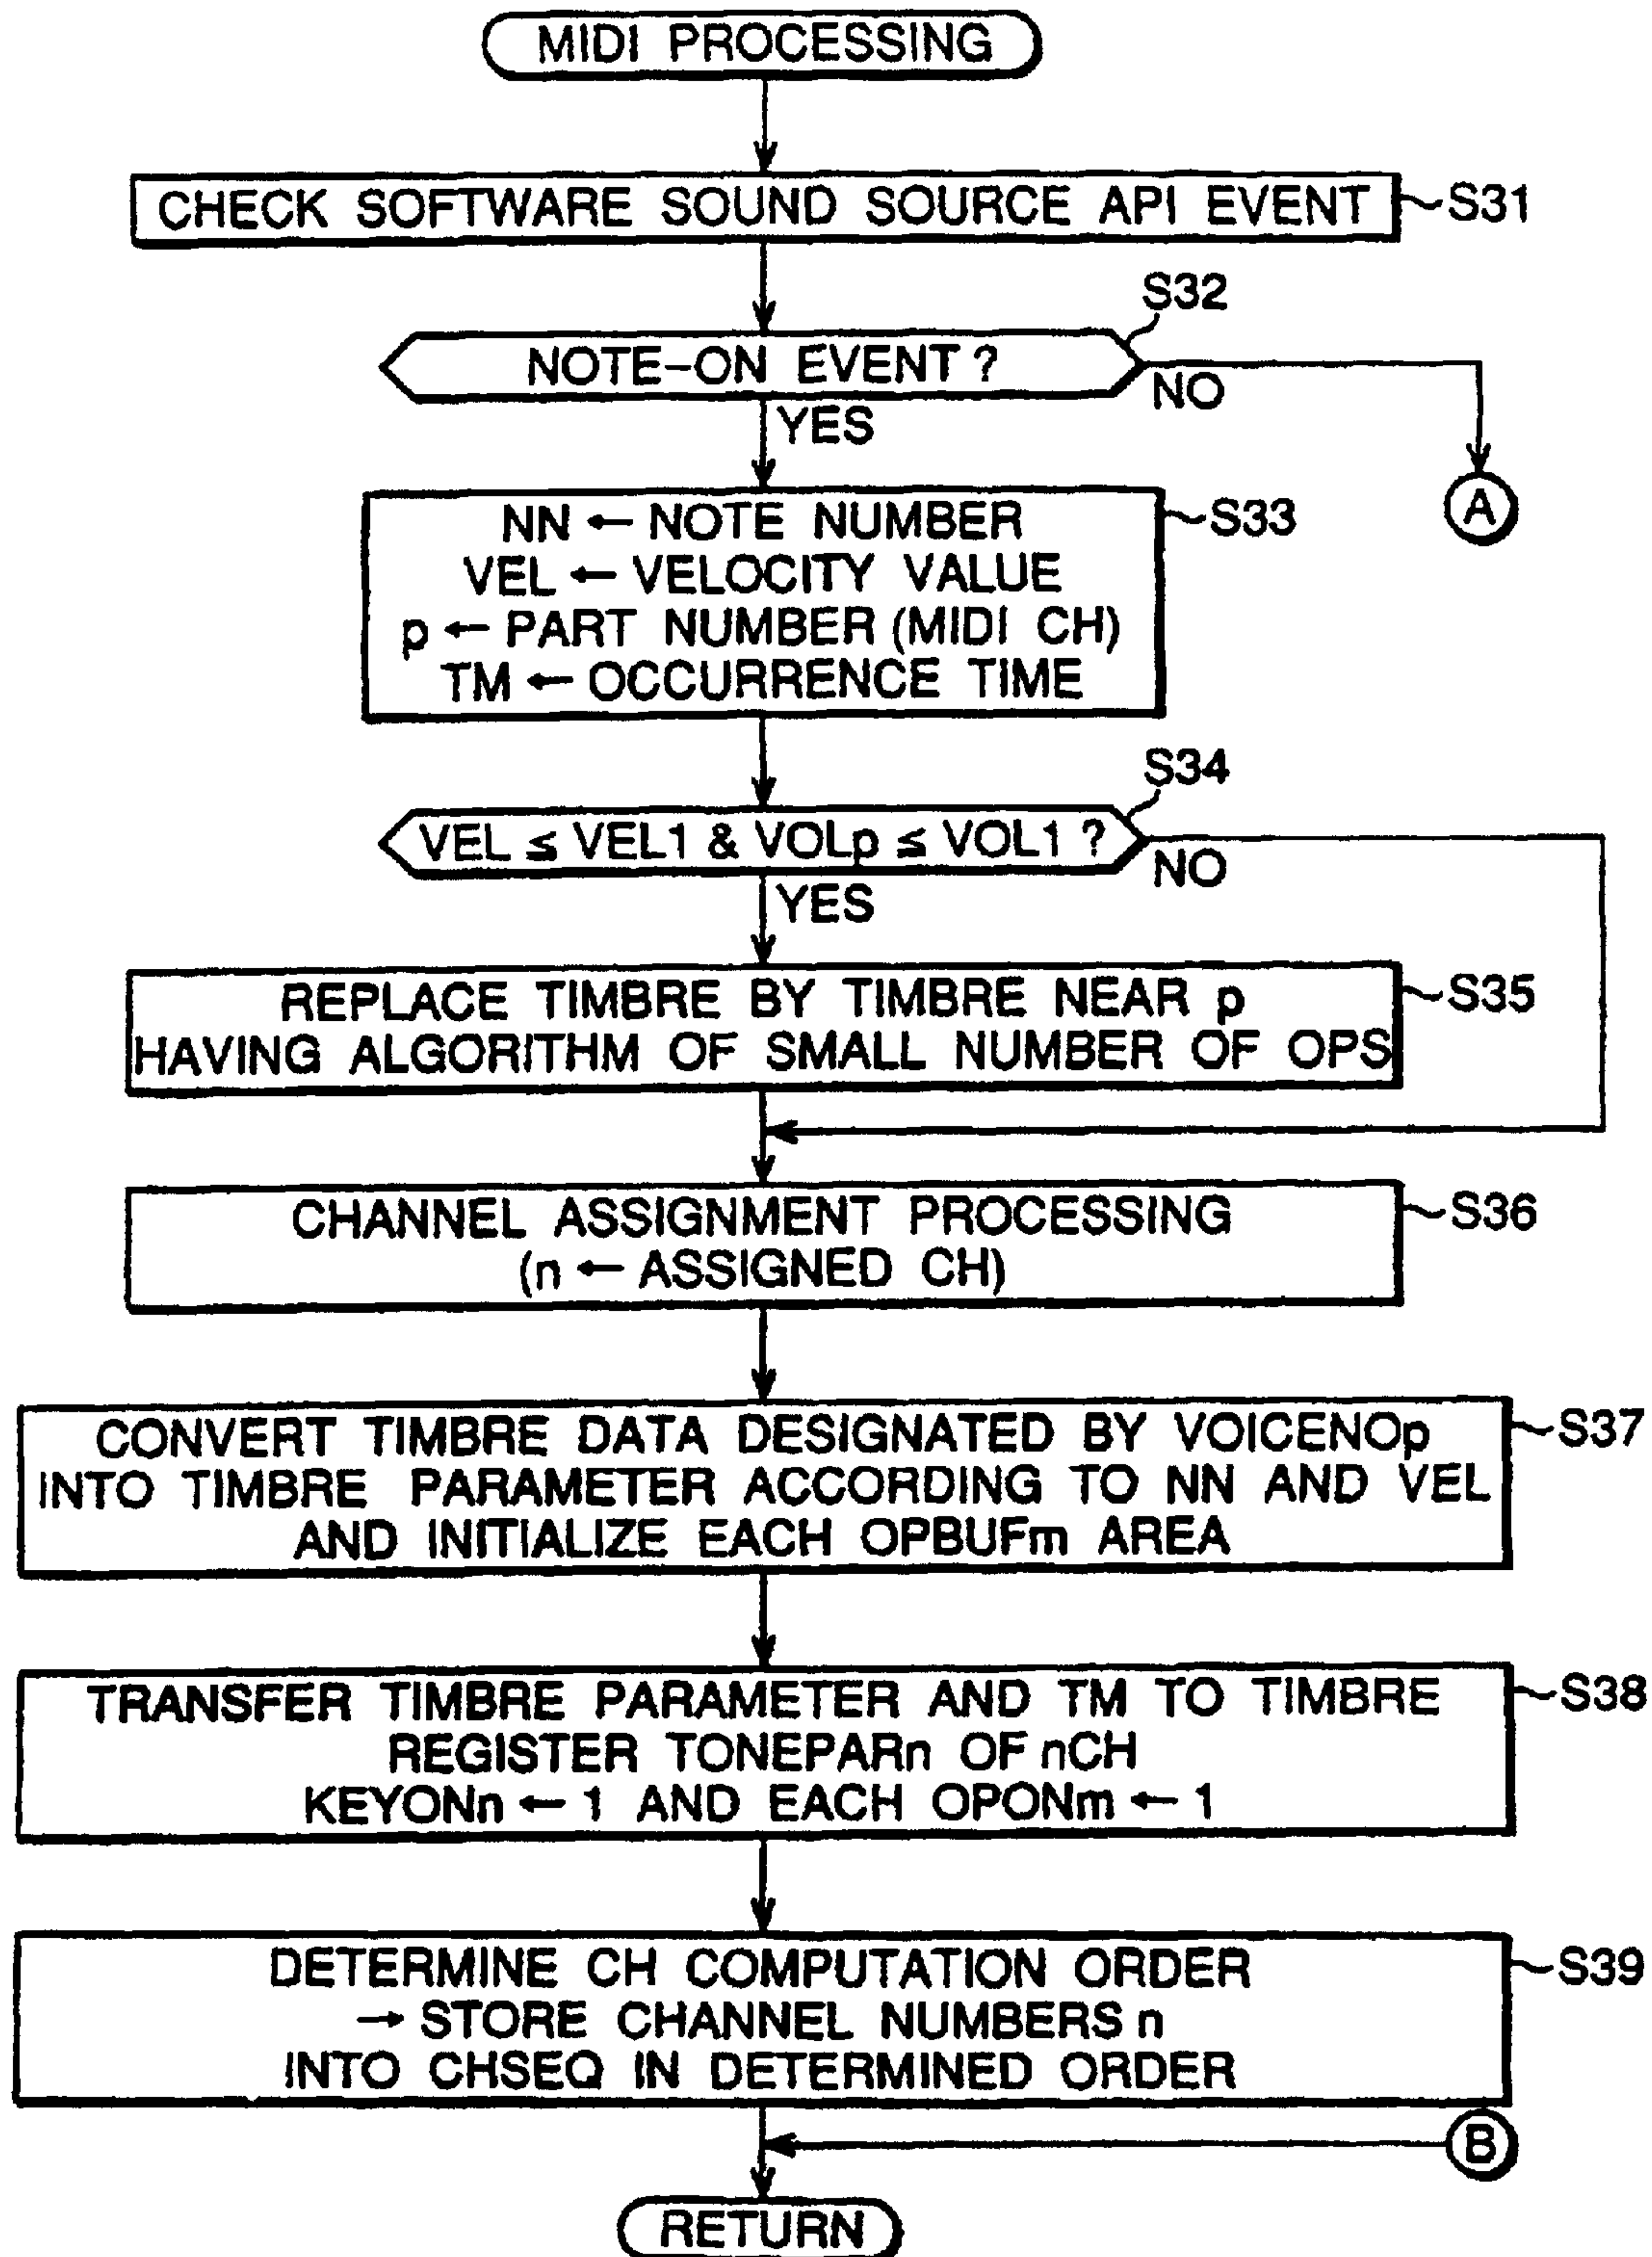 MIDI PROCESSING
CHECK SOFTWARE SOUND SOURCE API EVENT
S31
S32
NOTE-ON EVENT ?
NO
YES
A
NN ← NOTE NUMBER
VEL ← VELOCITY VALUE
p ← PART NUMBER (MIDI CH)
TM ← OCCURRENCE TIME
S33
S34
VEL ≦ VEL1 & VOLp ≦ VOL1 ?
NO
YES
REPLACE TIMBRE BY TIMBRE NEAR p
HAVING ALGORITHM OF SMALL NUMBER OF OPS
S35
CHANNEL ASSIGNMENT PROCESSING
(n ← ASSIGNED CH)
S36
CONVERT TIMBRE DATA DESIGNATED BY VOICENOp
INTO TIMBRE PARAMETER ACCORDING TO NN AND VEL
AND INITIALIZE EACH OPBUFm AREA
S37
TRANSFER TIMBRE PARAMETER AND TM TO TIMBRE
REGISTER TONEPARn OF nCH
KEYONn ← 1 AND EACH OPONm ← 1
S38
DETERMINE CH COMPUTATION ORDER
→ STORE CHANNEL NUMBERS n
INTO CHSEQ IN DETERMINED ORDER
S39
B
RETURN